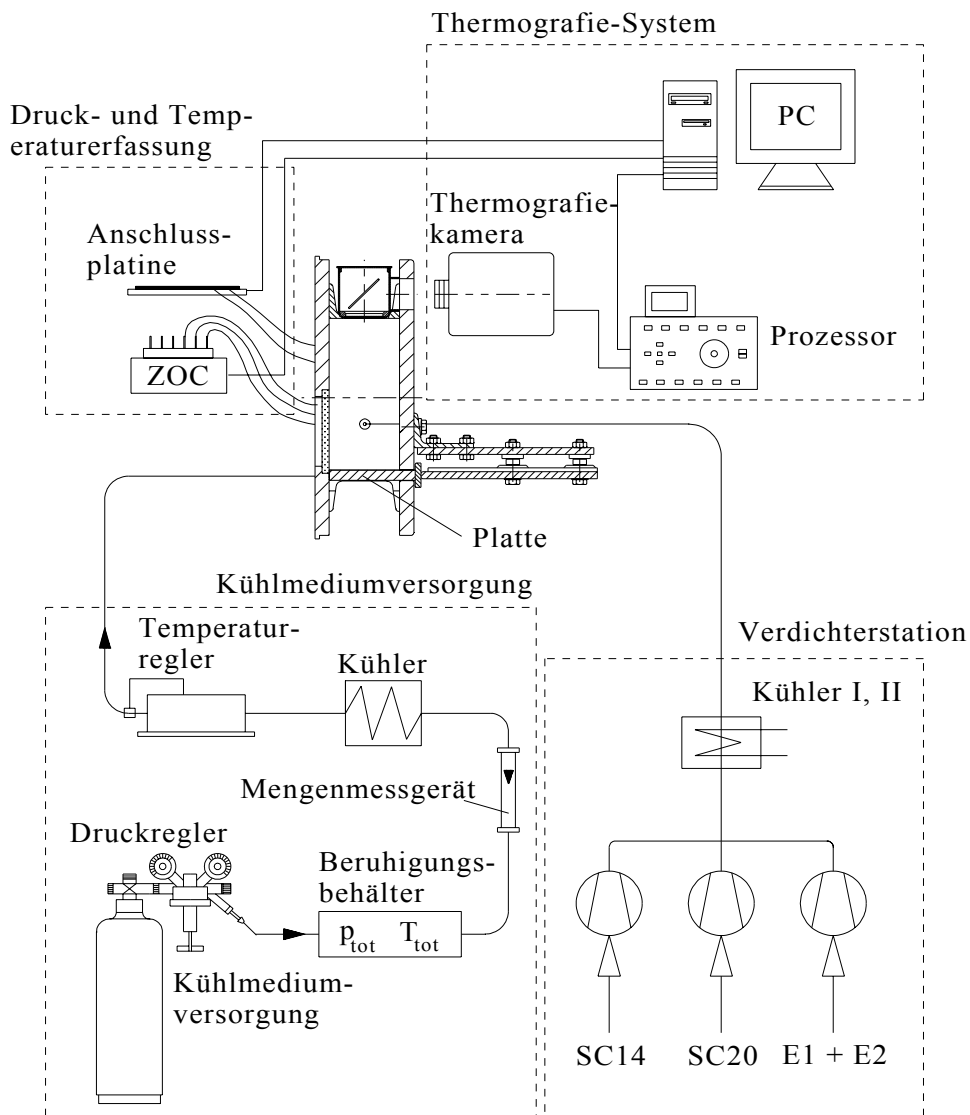 Thermografie-System
PC
Druck- und Temp-
eraturerfassung
Anschluss-
platine
ZOC
Thermografie-
kamera
Prozessor
Platte
Kühlmediumversorgung
Temperatur-
regler
Kühler
Mengenmessgerät
Druckregler
Beruhigungs-
behälter
p_tot T_tot
Kühlmedium-
versorgung
Verdichterstation
Kühler I, II
SC14 SC20 E1 + E2